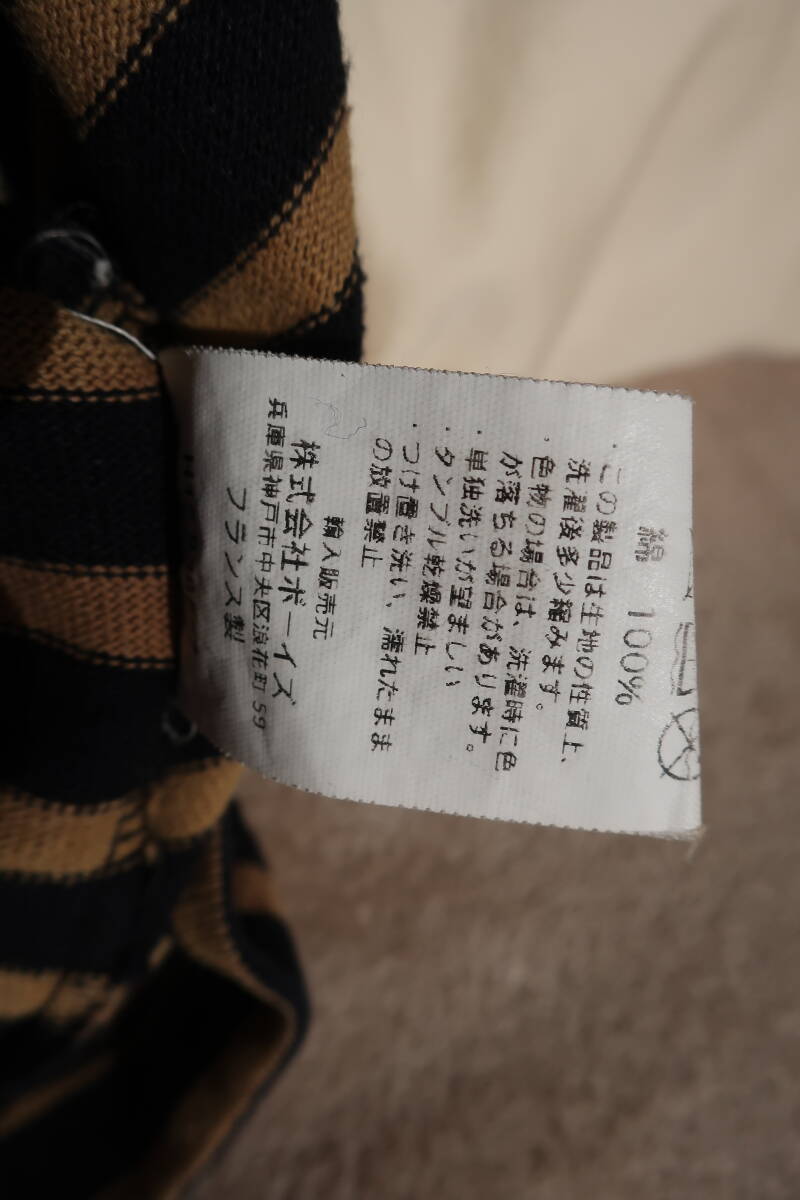 綿 100%
・この製品は生地の性質上、
洗濯後多少縮みます。
・色物の場合は、洗濯時に色
が落ちる場合があります。
・単独洗いが望ましい
・タンブル乾燥禁止
・つけ置き洗い、濡れたまま
の放置禁止
輸入販売元
株式会社ボーイズ
兵庫県神戸市中央区浪花町59
フランス製